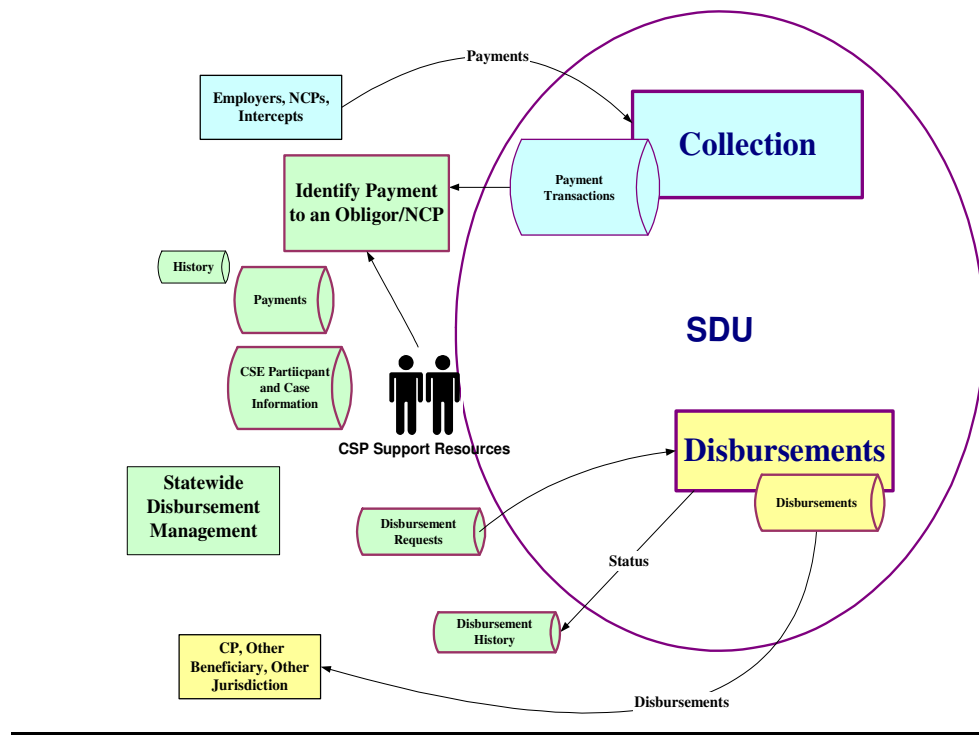 Payments
Employers, NCPs,
Intercepts
Collection
Identify Payment
to an Obligor/NCP
Payment
Transactions
History
Payments
SDU
CSE Partiicpant
and Case
Information
CSP Support Resources
Disbursements
Statewide
Disbursement
Management
Disbursements
Disbursement
Requests
Status
Disbursement
History
CP, Other
Beneficiary, Other
Jurisdiction
Disbursements